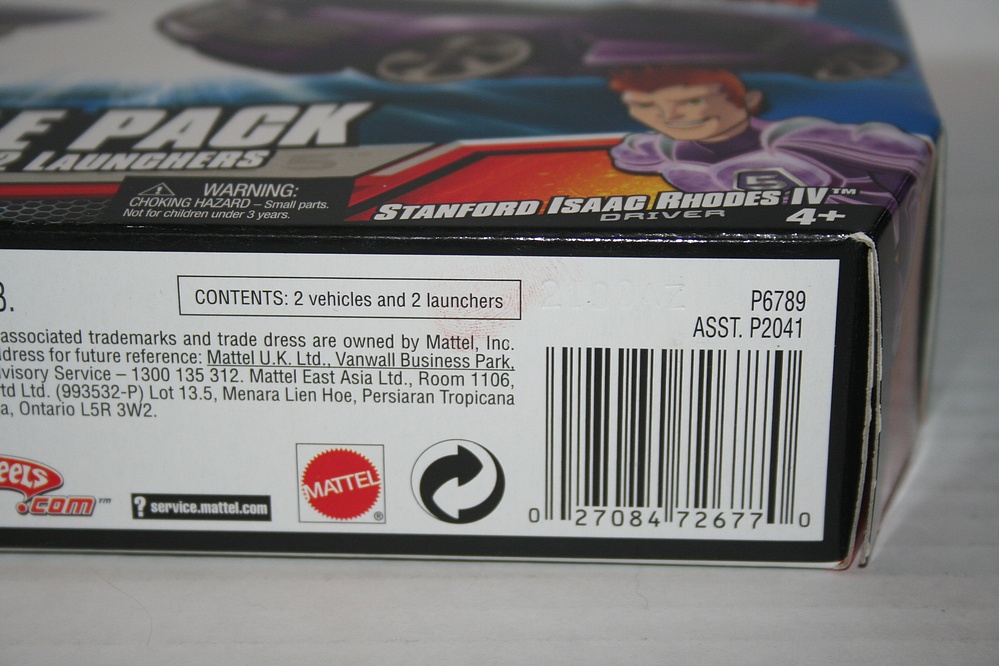 E PACK
2 LAUNCHERS
WARNING:
CHOKING HAZARD – Small parts.
Not for children under 3 years.
STANFORD ISAAC RHODES IV™
DRIVER
4+
CONTENTS: 2 vehicles and 2 launchers
P6789
ASST. P2041
associated trademarks and trade dress are owned by Mattel, Inc.
dress for future reference: Mattel U.K. Ltd., Vanwall Business Park,
visory Service – 1300 135 312. Mattel East Asia Ltd., Room 1106,
td Ltd. (993532-P) Lot 13.5, Menara Lien Hoe, Persiaran Tropicana
a, Ontario L5R 3W2.
eels
.com™
? service.mattel.com
MATTEL®
0 27084 72677 0